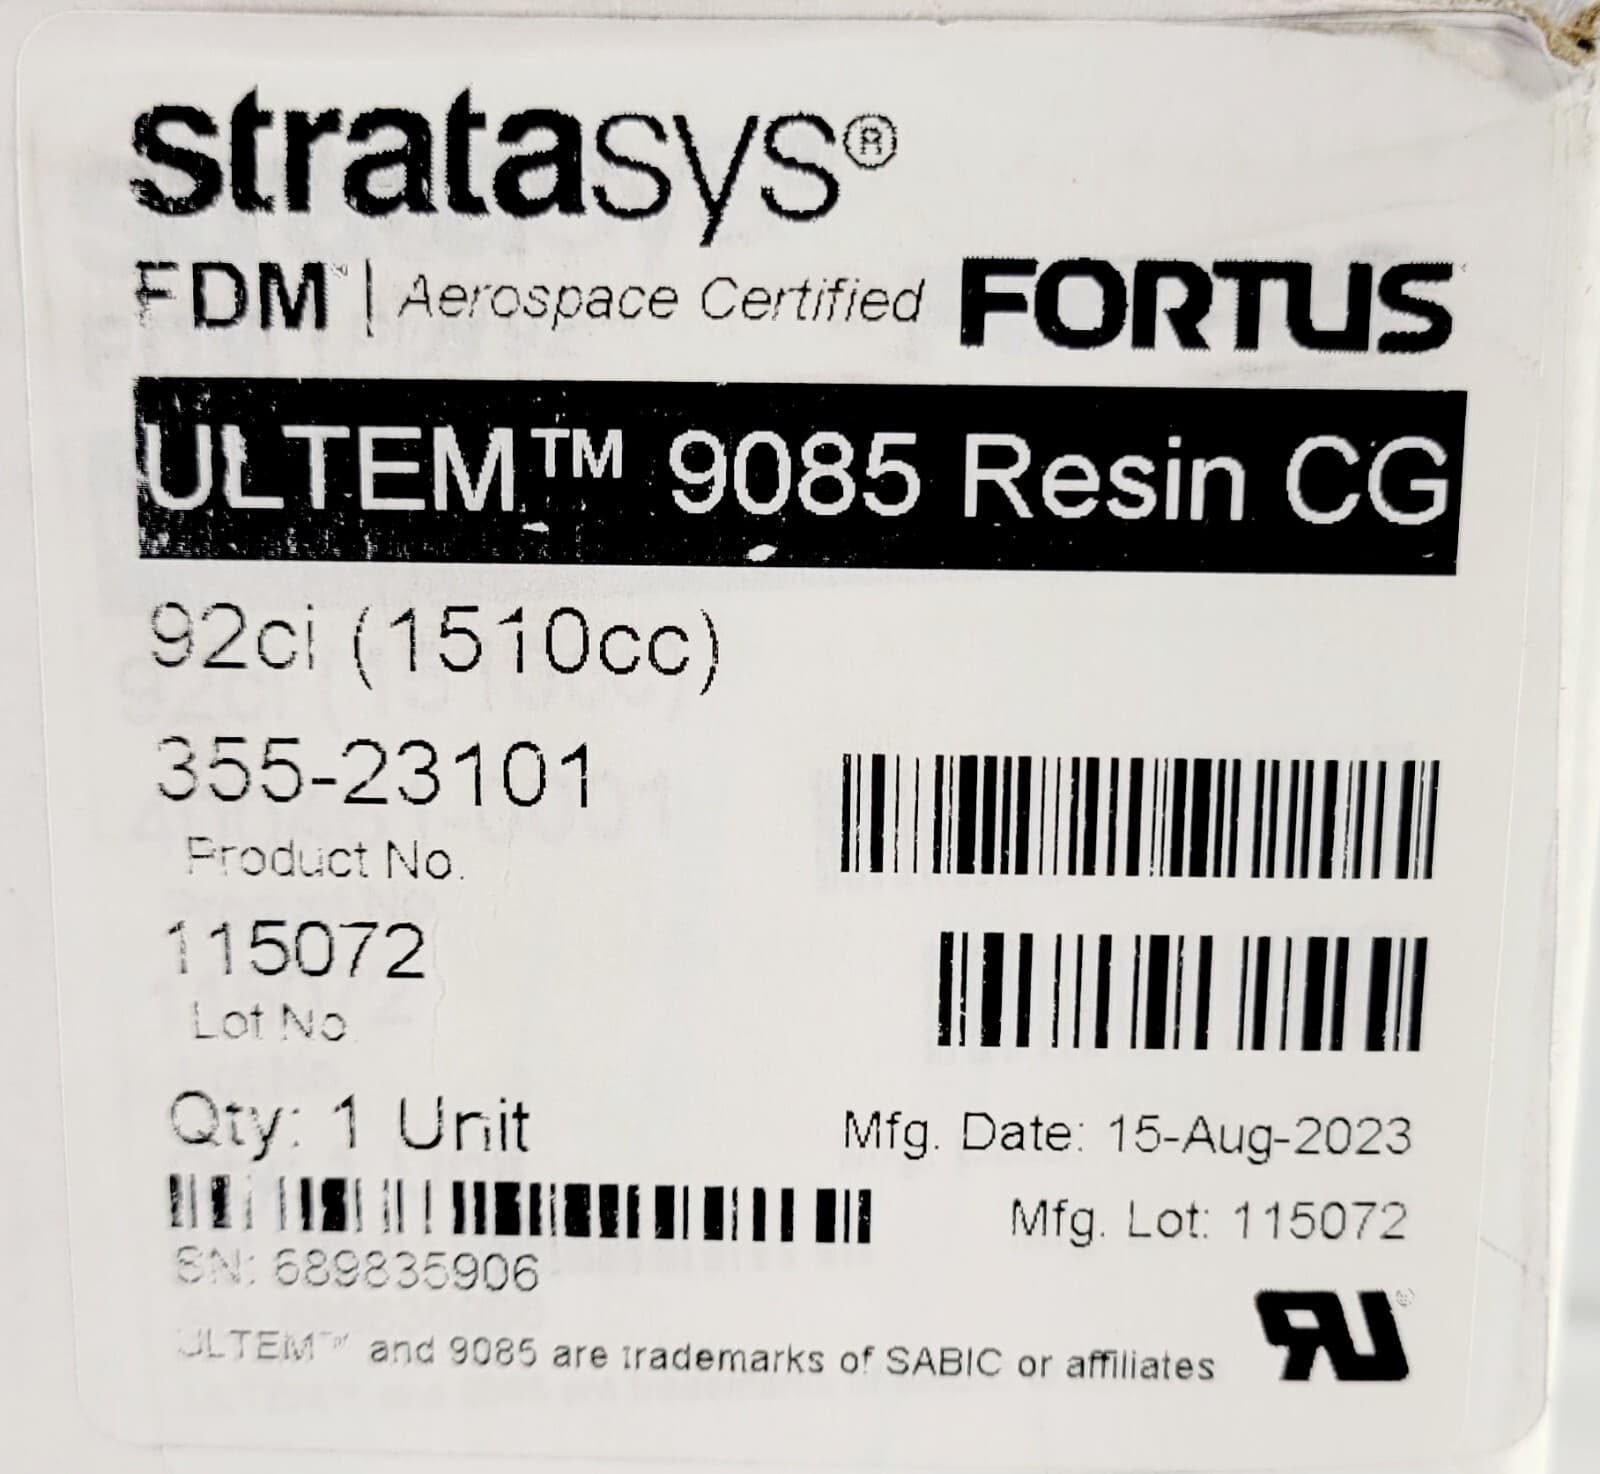 stratasys®
FDM™ | Aerospace Certified FORTUS
ULTEM™ 9085 Resin CG
92ci (1510cc)
355-23101
Product No.
115072
Lot No.
Qty: 1 Unit
Mfg. Date: 15-Aug-2023
Mfg. Lot: 115072
SN: 689835906
ULTEM™ and 9085 are trademarks of SABIC or affiliates
RU®